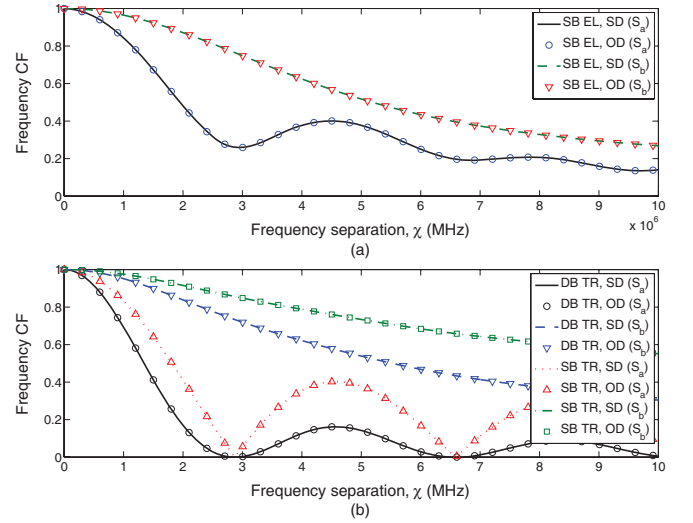 1
0.8
0.6
0.4
0.2
0
Frequency CF
0 1 2 3 4 5 6 7 8 9 10
x 10^6
Frequency separation, χ (MHz)
SB EL, SD (S_a)
SB EL, OD (S_a)
SB EL, SD (S_b)
SB EL, OD (S_b)
(a)
1
0.8
0.6
0.4
0.2
0
Frequency CF
0 1 2 3 4 5 6 7 8 9 10
Frequency separation, χ (MHz)
DB TR, SD (S_a)
DB TR, OD (S_a)
DB TR, SD (S_b)
DB TR, OD (S_b)
SB TR, SD (S_a)
SB TR, OD (S_a)
SB TR, SD (S_b)
SB TR, OD (S_b)
(b)